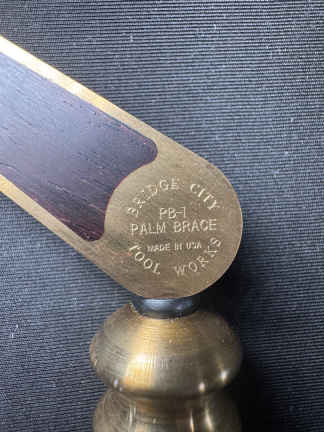 BRIDGE CITY
PB-1
PALM BRACE
MADE IN USA
TOOL WORKS